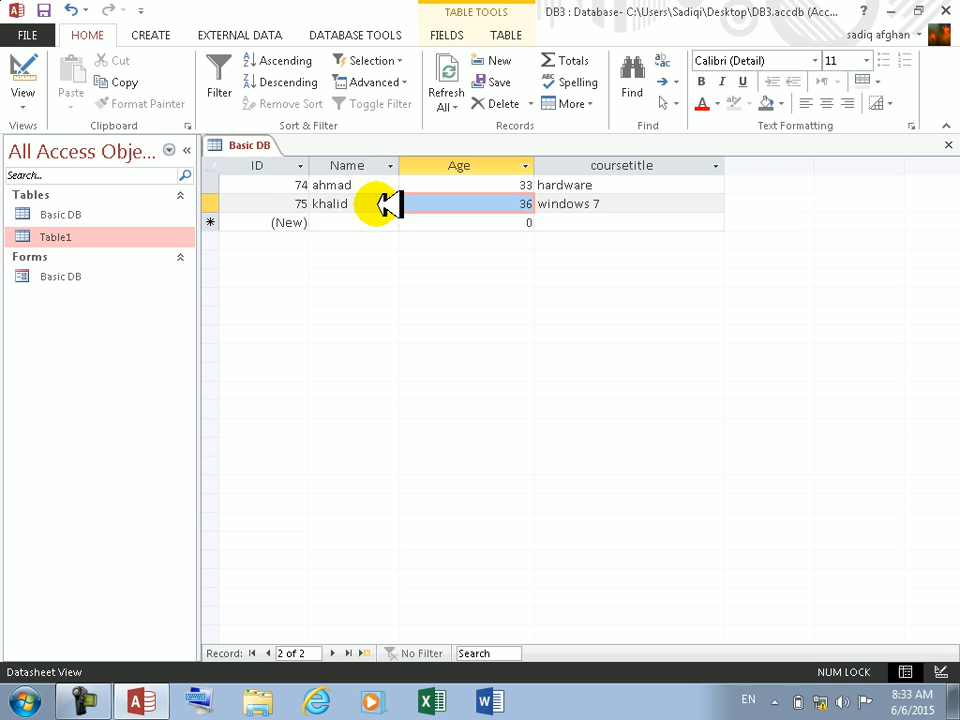 TABLE TOOLS
DB3 : Database- C:\Users\Sadiqi\Desktop\DB3.accdb (Acc...
?
FILE
HOME
CREATE
EXTERNAL DATA
DATABASE TOOLS
FIELDS
TABLE
sadiq afghan
View
Views
Paste
Cut
Copy
Format Painter
Clipboard
Filter
Ascending
Descending
Remove Sort
Selection
Advanced
Toggle Filter
Sort & Filter
Refresh
All
New
Save
Delete
Totals
Spelling
More
Records
Find
Find
Calibri (Detail)
11
B I U
A
Text Formatting
All Access Obje...
Search...
Tables
Basic DB
Table1
Forms
Basic DB
Basic DB
ID Name Age coursetitle
74 ahmad 33 hardware
75 khalid 36 windows 7
(New) 0
Record: 2 of 2 No Filter Search
Datasheet View
NUM LOCK
EN
8:33 AM
6/6/2015